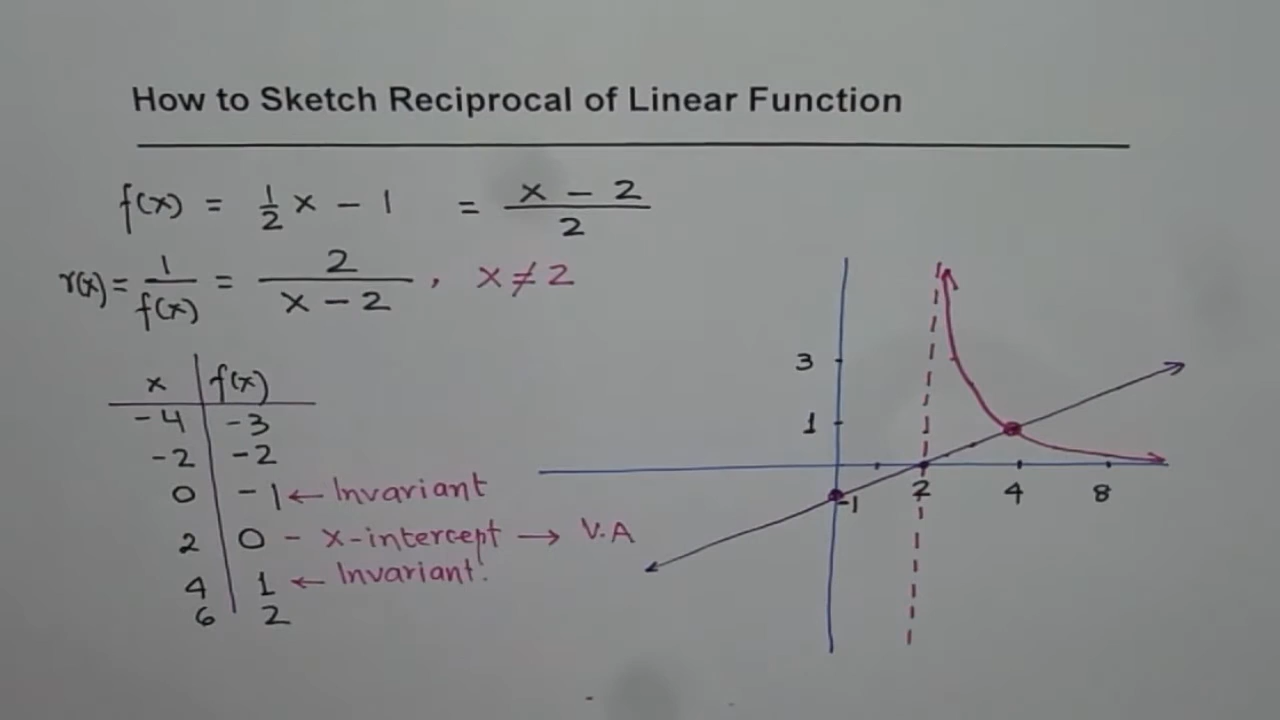 How to Sketch Reciprocal of Linear Function
f(x) = 1/2 x - 1 = x - 2 / 2
r(x) = 1 / f(x) = 2 / x - 2 , x ≠ 2
x f(x)
-4 -3
-2 -2
0 -1 ← Invariant
2 0 - x-intercept → V.A
4 1 ← Invariant.
6 2
3
1
-1 2 4 8